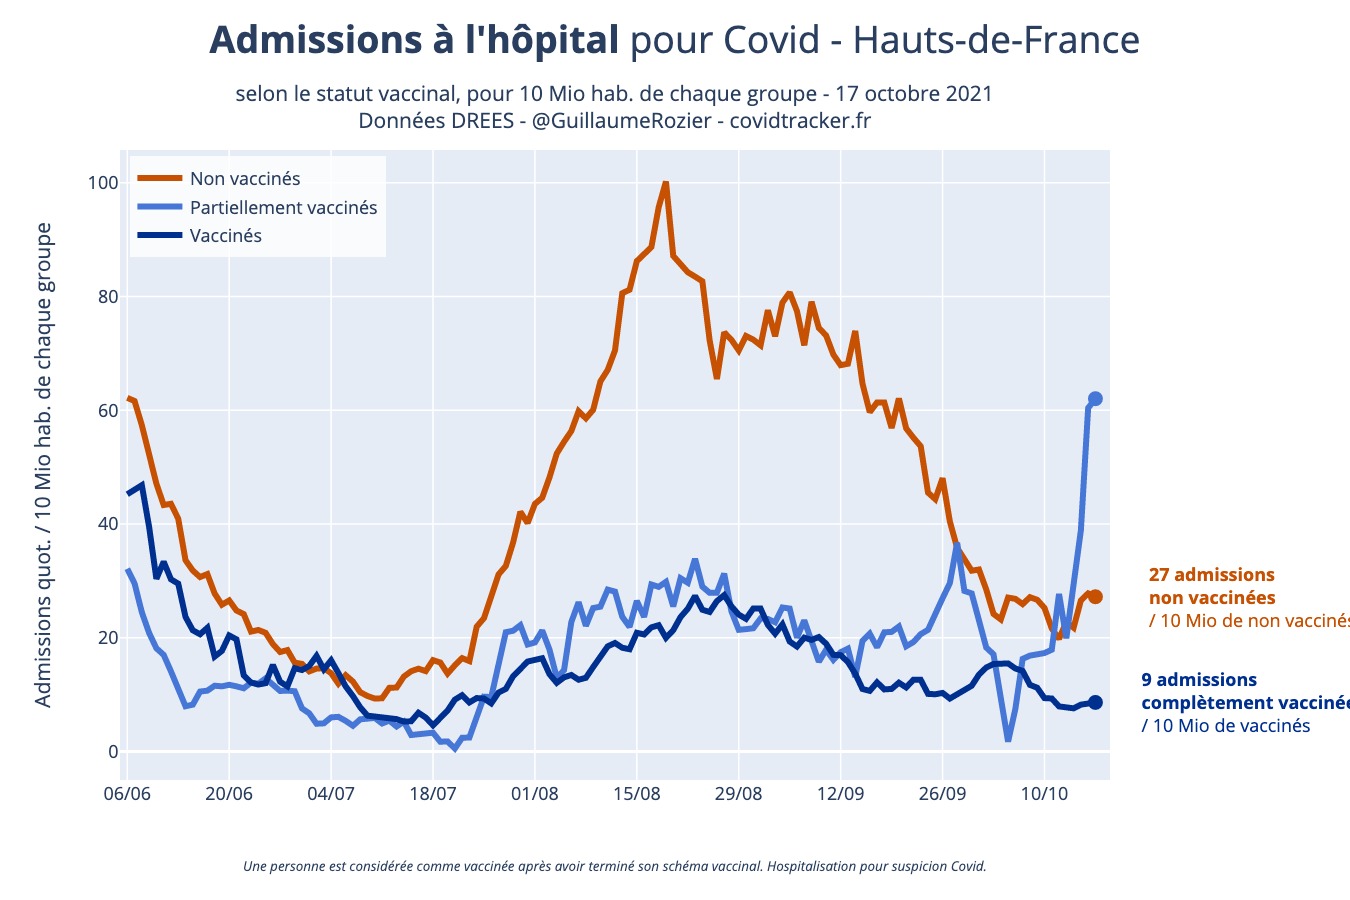 Admissions à l'hôpital pour Covid - Hauts-de-France
selon le statut vaccinal, pour 10 Mio hab. de chaque groupe - 17 octobre 2021
Données DREES - @GuillaumeRozier - covidtracker.fr
Non vaccinés
Partiellement vaccinés
Vaccinés
Admissions quot. / 10 Mio hab. de chaque groupe
100
80
60
40
20
0
06/06
20/06
04/07
18/07
01/08
15/08
29/08
12/09
26/09
10/10
27 admissions
non vaccinées
/ 10 Mio de non vaccinés
9 admissions
complètement vaccinée
/ 10 Mio de vaccinés
Une personne est considérée comme vaccinée après avoir terminé son schéma vaccinal. Hospitalisation pour suspicion Covid.